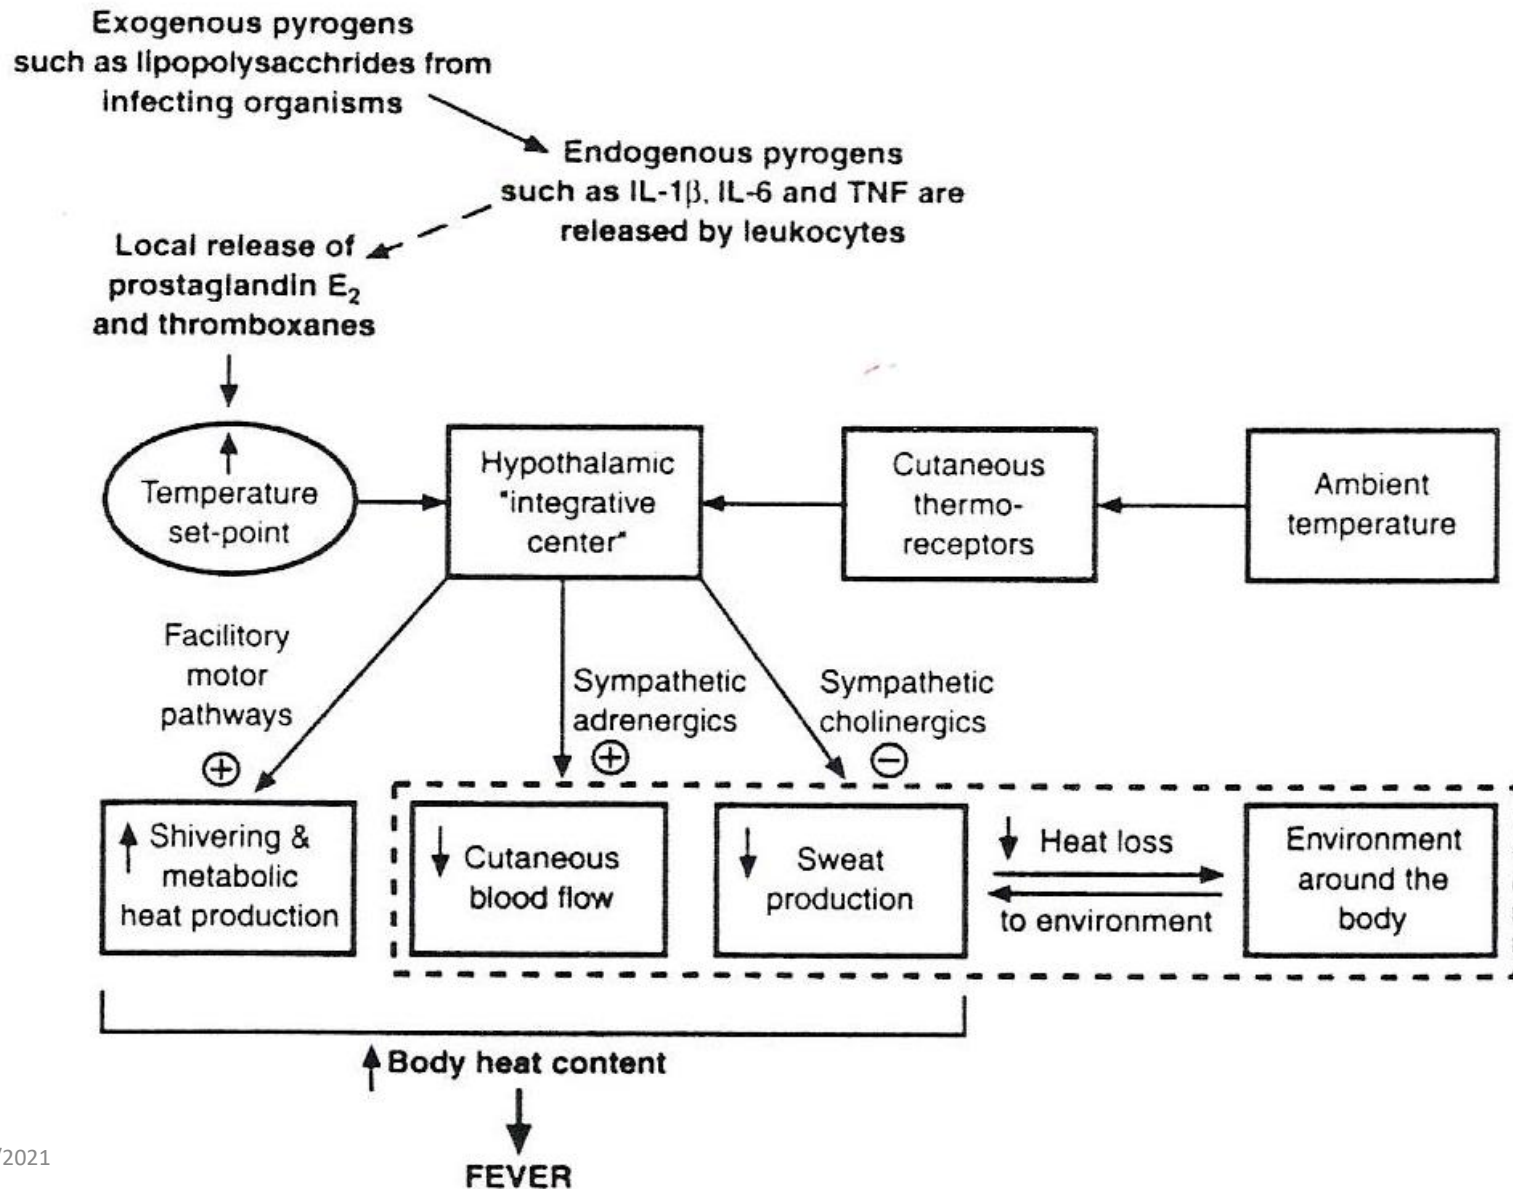 Exogenous pyrogens
such as lipopolysacchrides from
infecting organisms
Endogenous pyrogens
such as IL-1β, IL-6 and TNF are
released by leukocytes
Local release of
prostaglandin E₂
and thromboxanes
↑
Temperature
set-point
Hypothalamic
"integrative
center"
Cutaneous
thermo-
receptors
Ambient
temperature
Facilitory
motor
pathways
+
Sympathetic
adrenergics
+
Sympathetic
cholinergics
−
↑ Shivering &
metabolic
heat production
↓ Cutaneous
blood flow
↓ Sweat
production
↓ Heat loss
to environment
Environment
around the
body
↑ Body heat content
FEVER
/2021